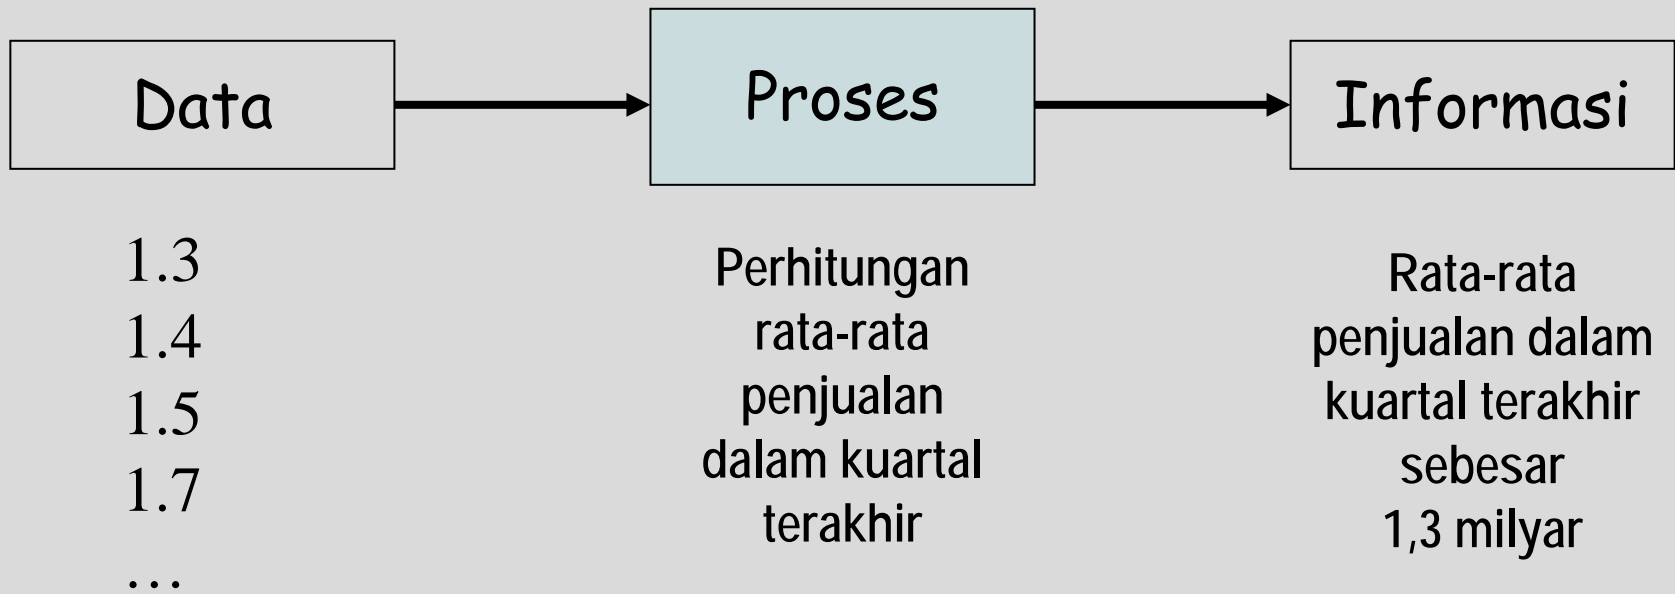 Data
Proses
Informasi
1.3
1.4
1.5
1.7
…
Perhitungan
rata-rata
penjualan
dalam kuartal
terakhir
Rata-rata
penjualan dalam
kuartal terakhir
sebesar
1,3 milyar